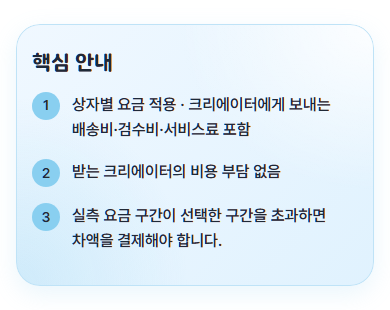 핵심 안내
1 상자별 요금 적용 · 크리에이터에게 보내는
배송비·검수비·서비스료 포함
2 받는 크리에이터의 비용 부담 없음
3 실측 요금 구간이 선택한 구간을 초과하면
차액을 결제해야 합니다.